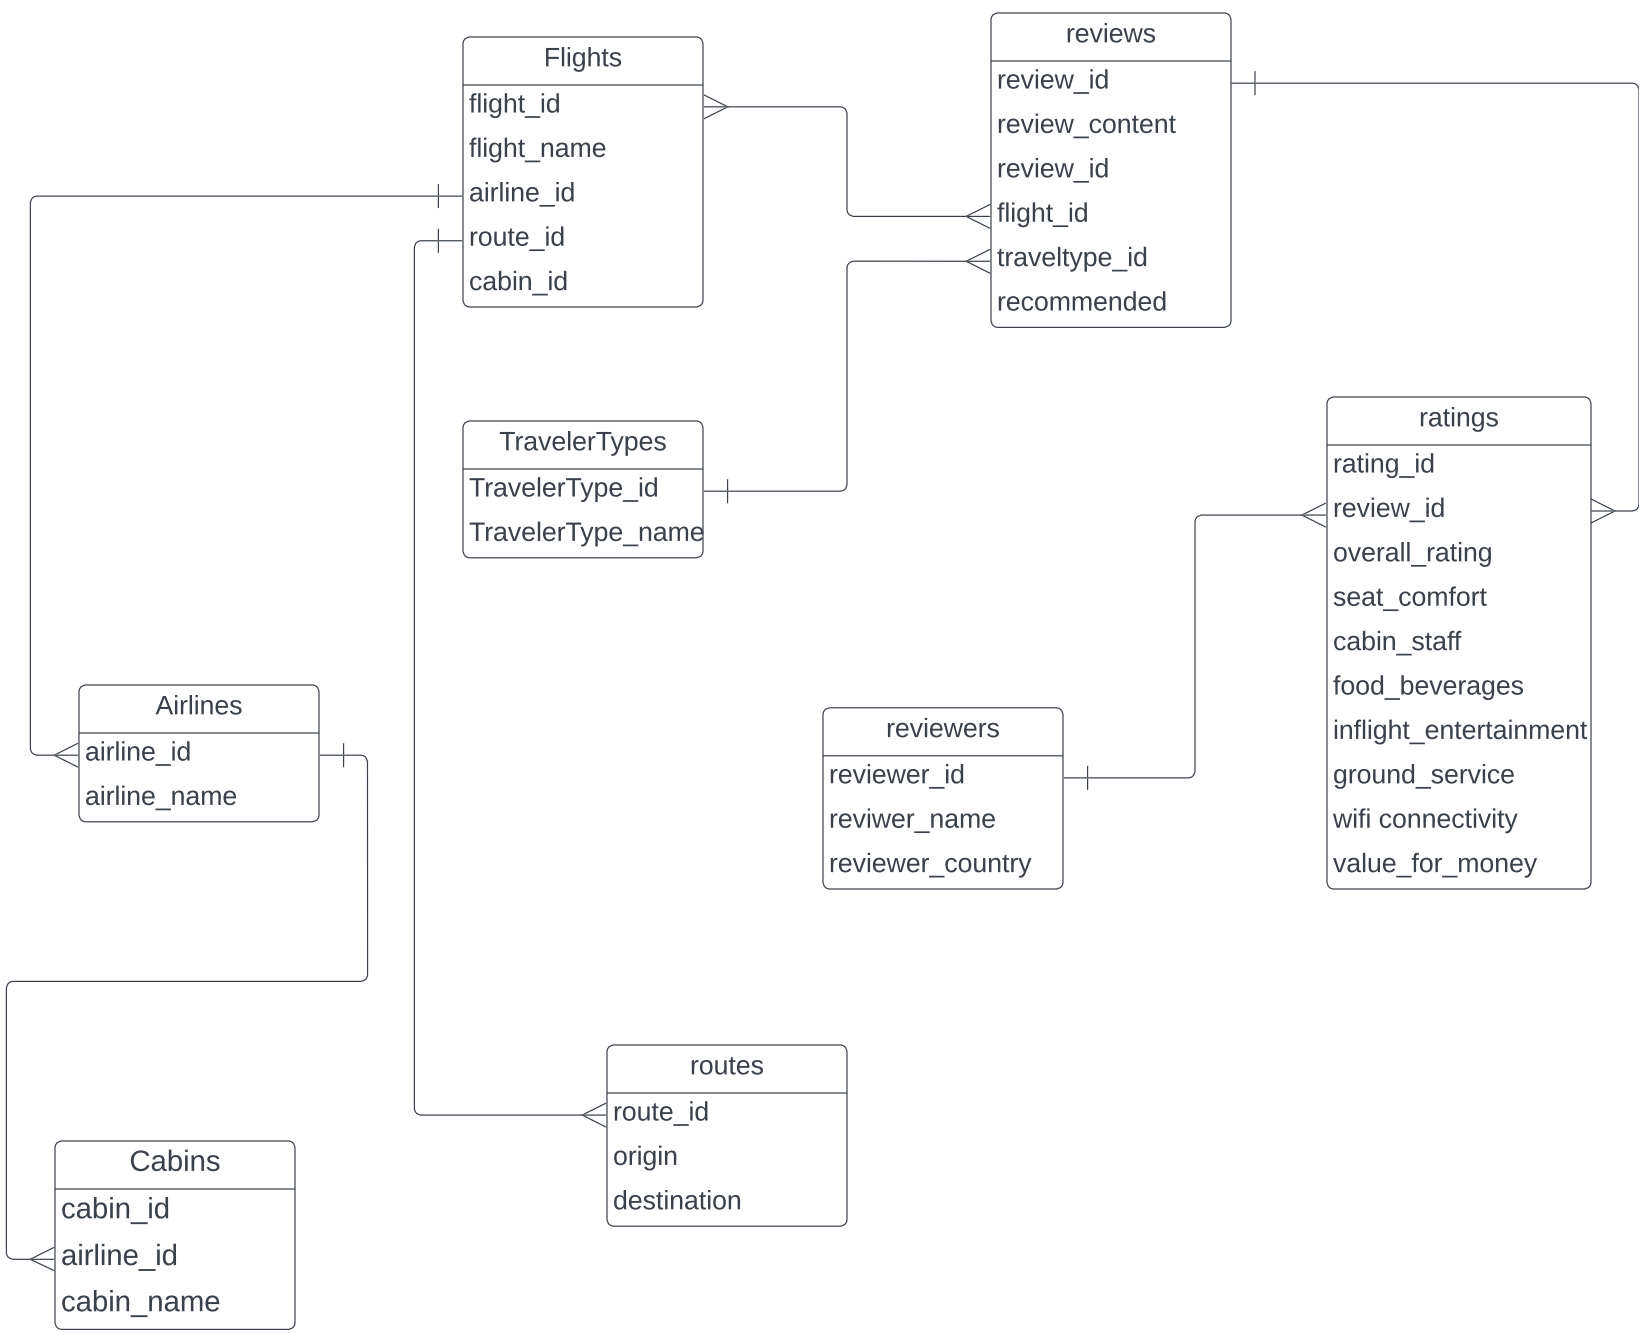 Flights
flight_id
flight_name
airline_id
route_id
cabin_id
reviews
review_id
review_content
review_id
flight_id
traveltype_id
recommended
TravelerTypes
TravelerType_id
TravelerType_name
ratings
rating_id
review_id
overall_rating
seat_comfort
cabin_staff
food_beverages
inflight_entertainment
ground_service
wifi connectivity
value_for_money
Airlines
airline_id
airline_name
reviewers
reviewer_id
reviwer_name
reviewer_country
routes
route_id
origin
destination
Cabins
cabin_id
airline_id
cabin_name